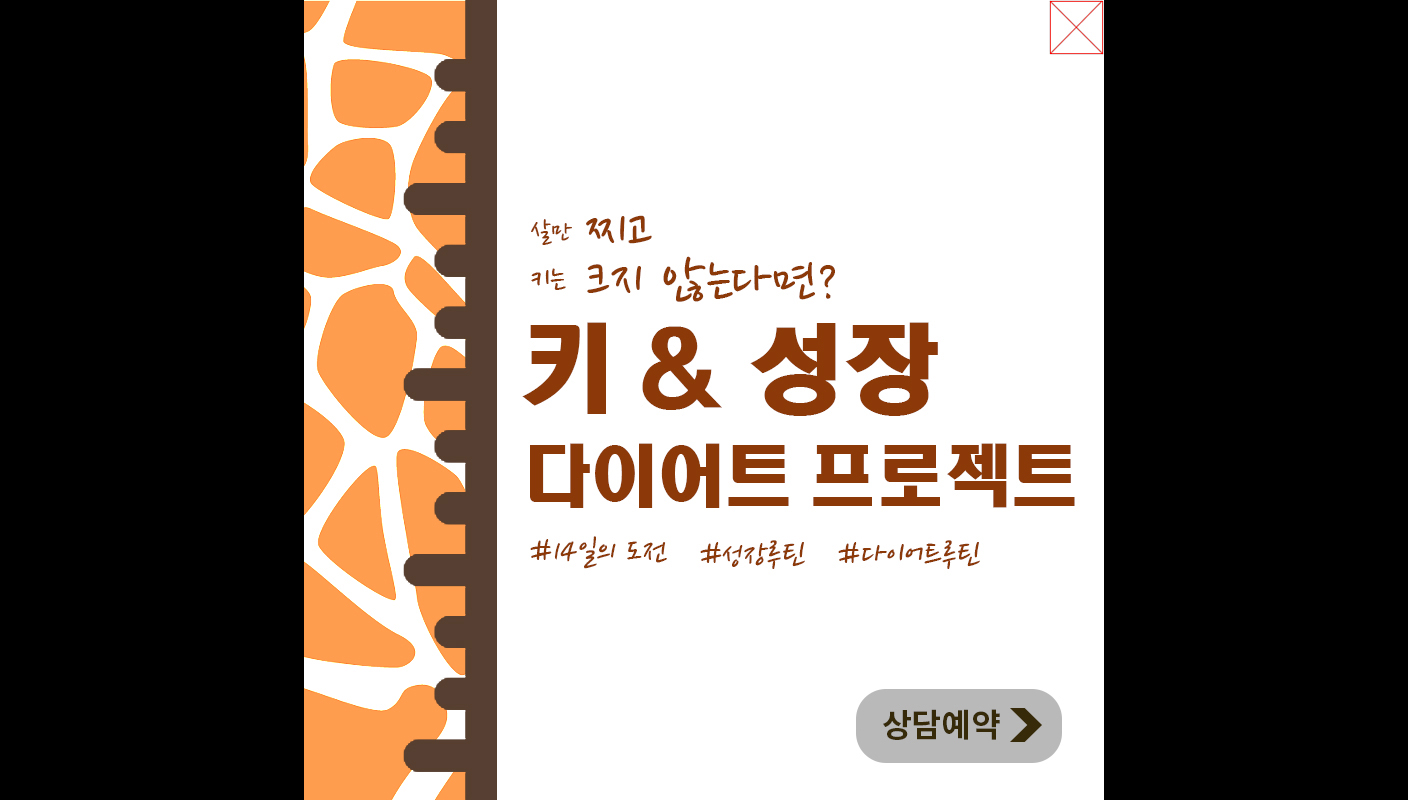 살만 찌고
키는 크지 않는다면?
키 & 성장
다이어트 프로젝트
#14일의 도전 #성장루틴 #다이어트루틴
상담예약